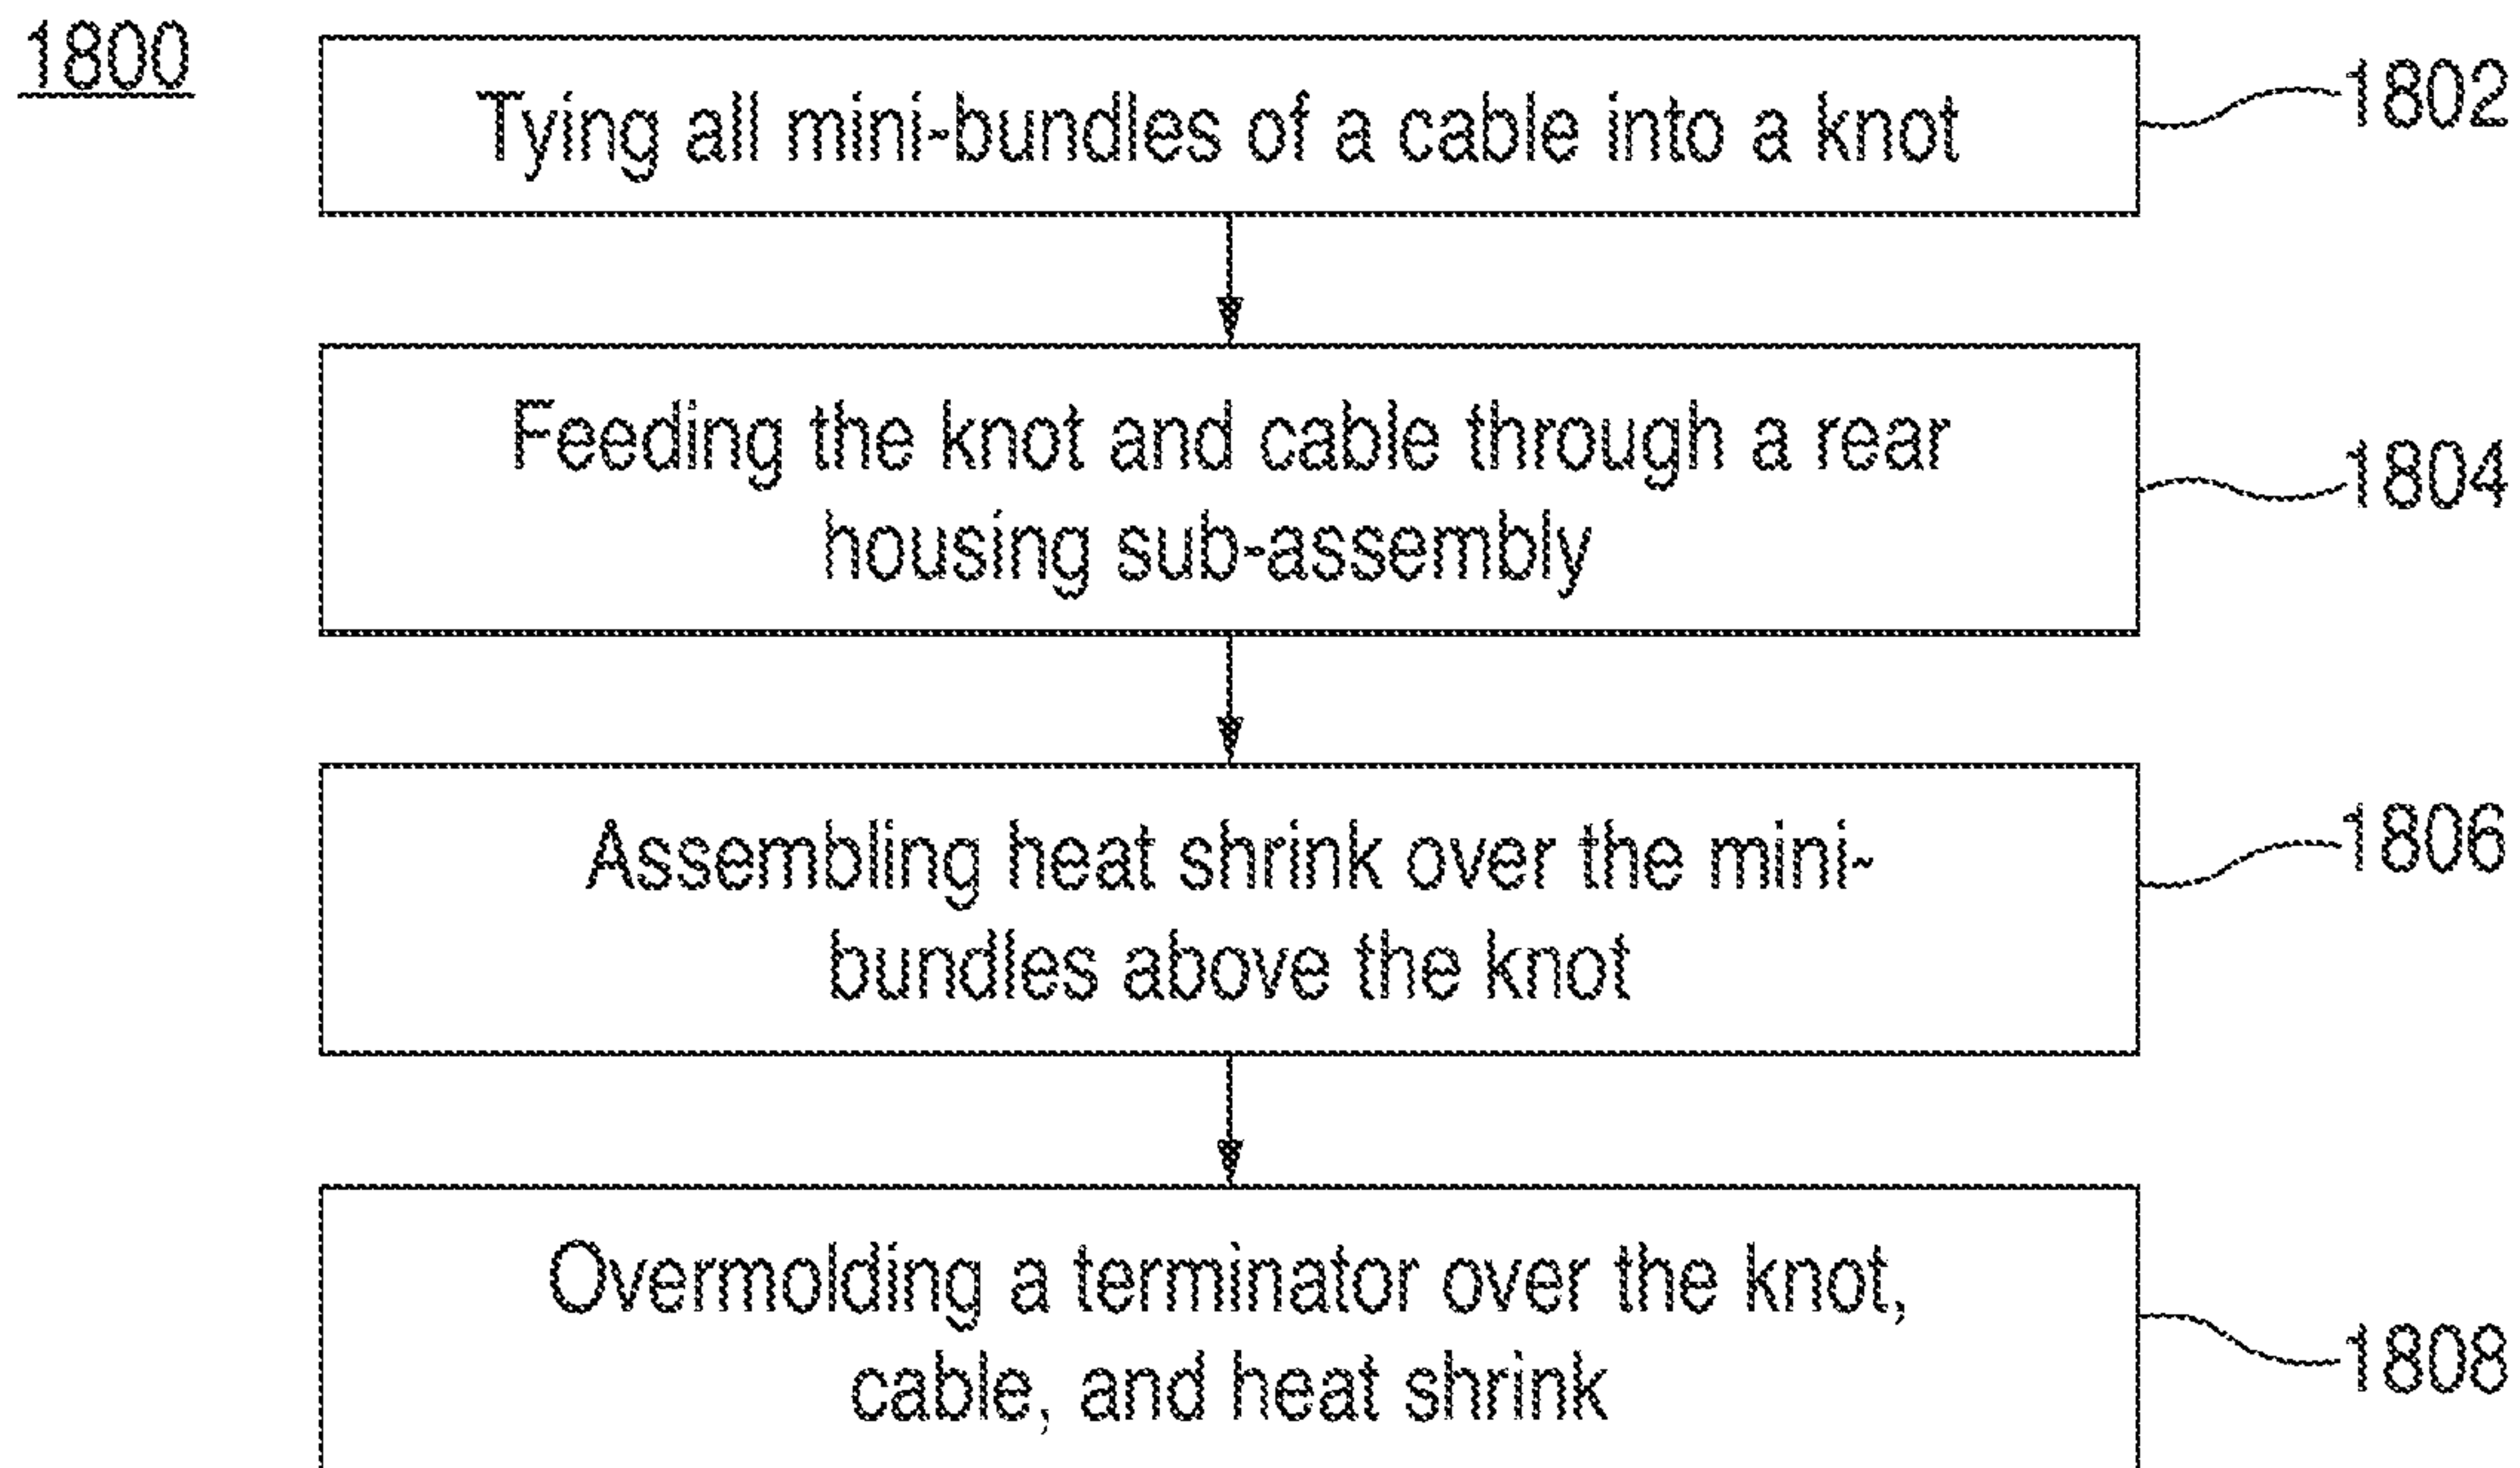 1800
Tying all mini-bundles of a cable into a knot
1802
Feeding the knot and cable through a rear
housing sub-assembly
1804
Assembling heat shrink over the mini-
bundles above the knot
1806
Overmolding a terminator over the knot,
cable, and heat shrink
1808